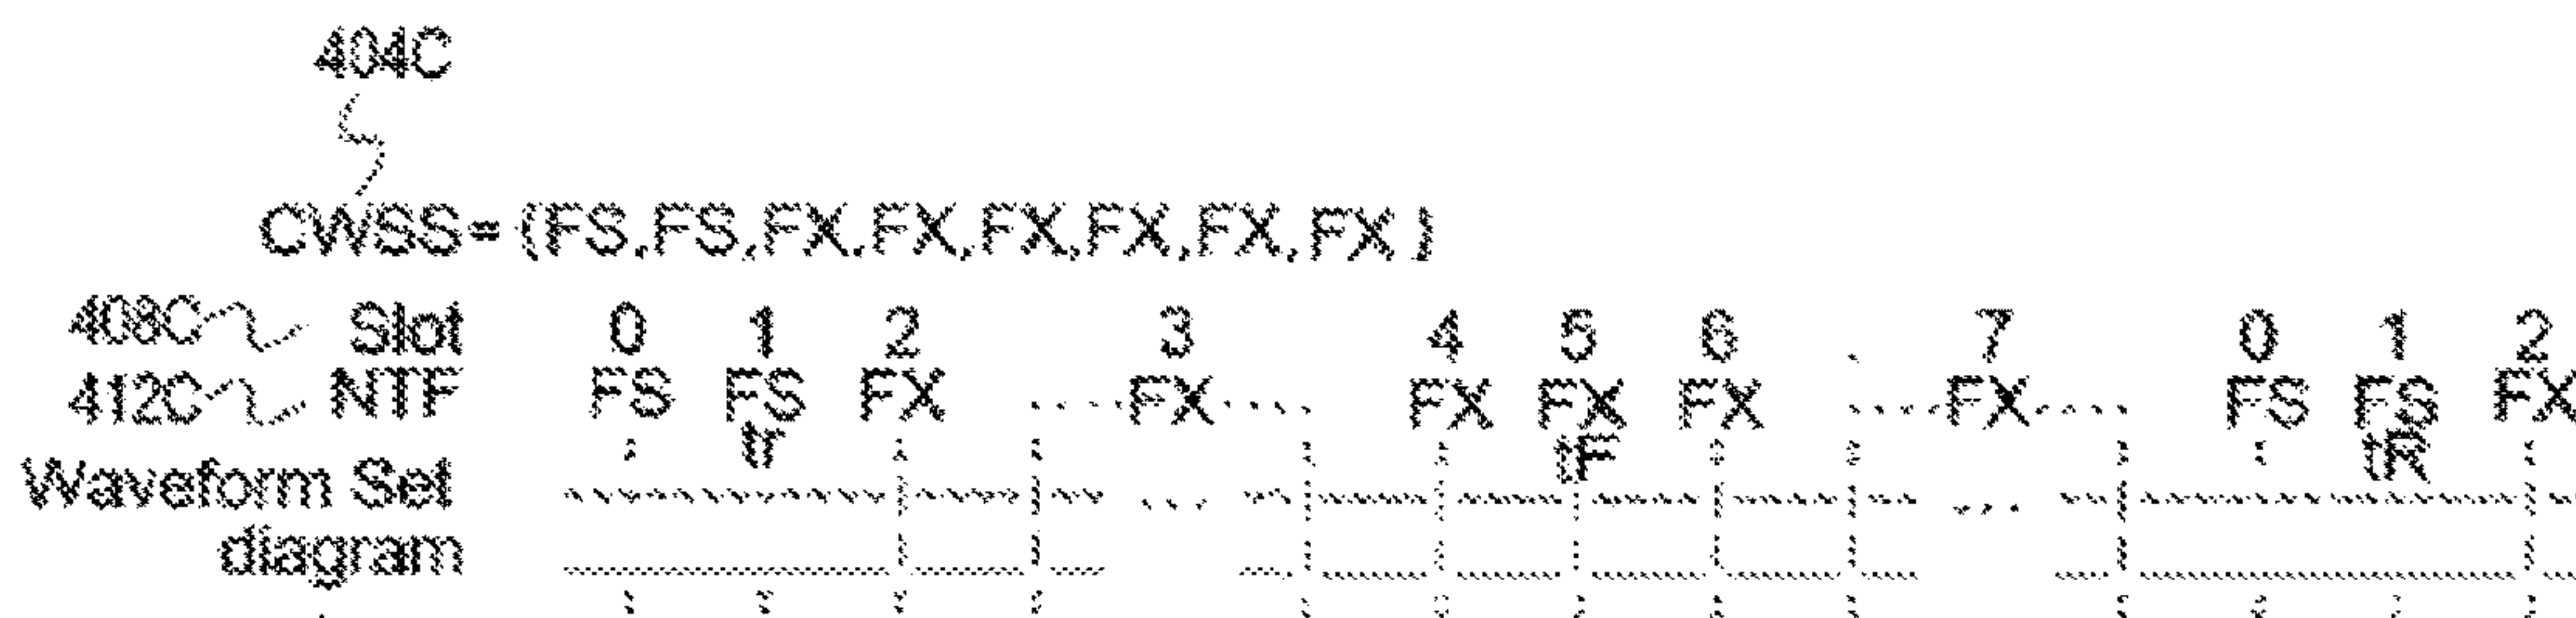 404C
CWSS= {FS,FS,FX,FX,FX,FX,FX,FX }
408C Slot 0 1 2 3 4 5 6 7 0 1 2
412C NTF FS FS FX FX FX FX FX FX FS FS FX
tr tF tR
Waveform Set
diagram